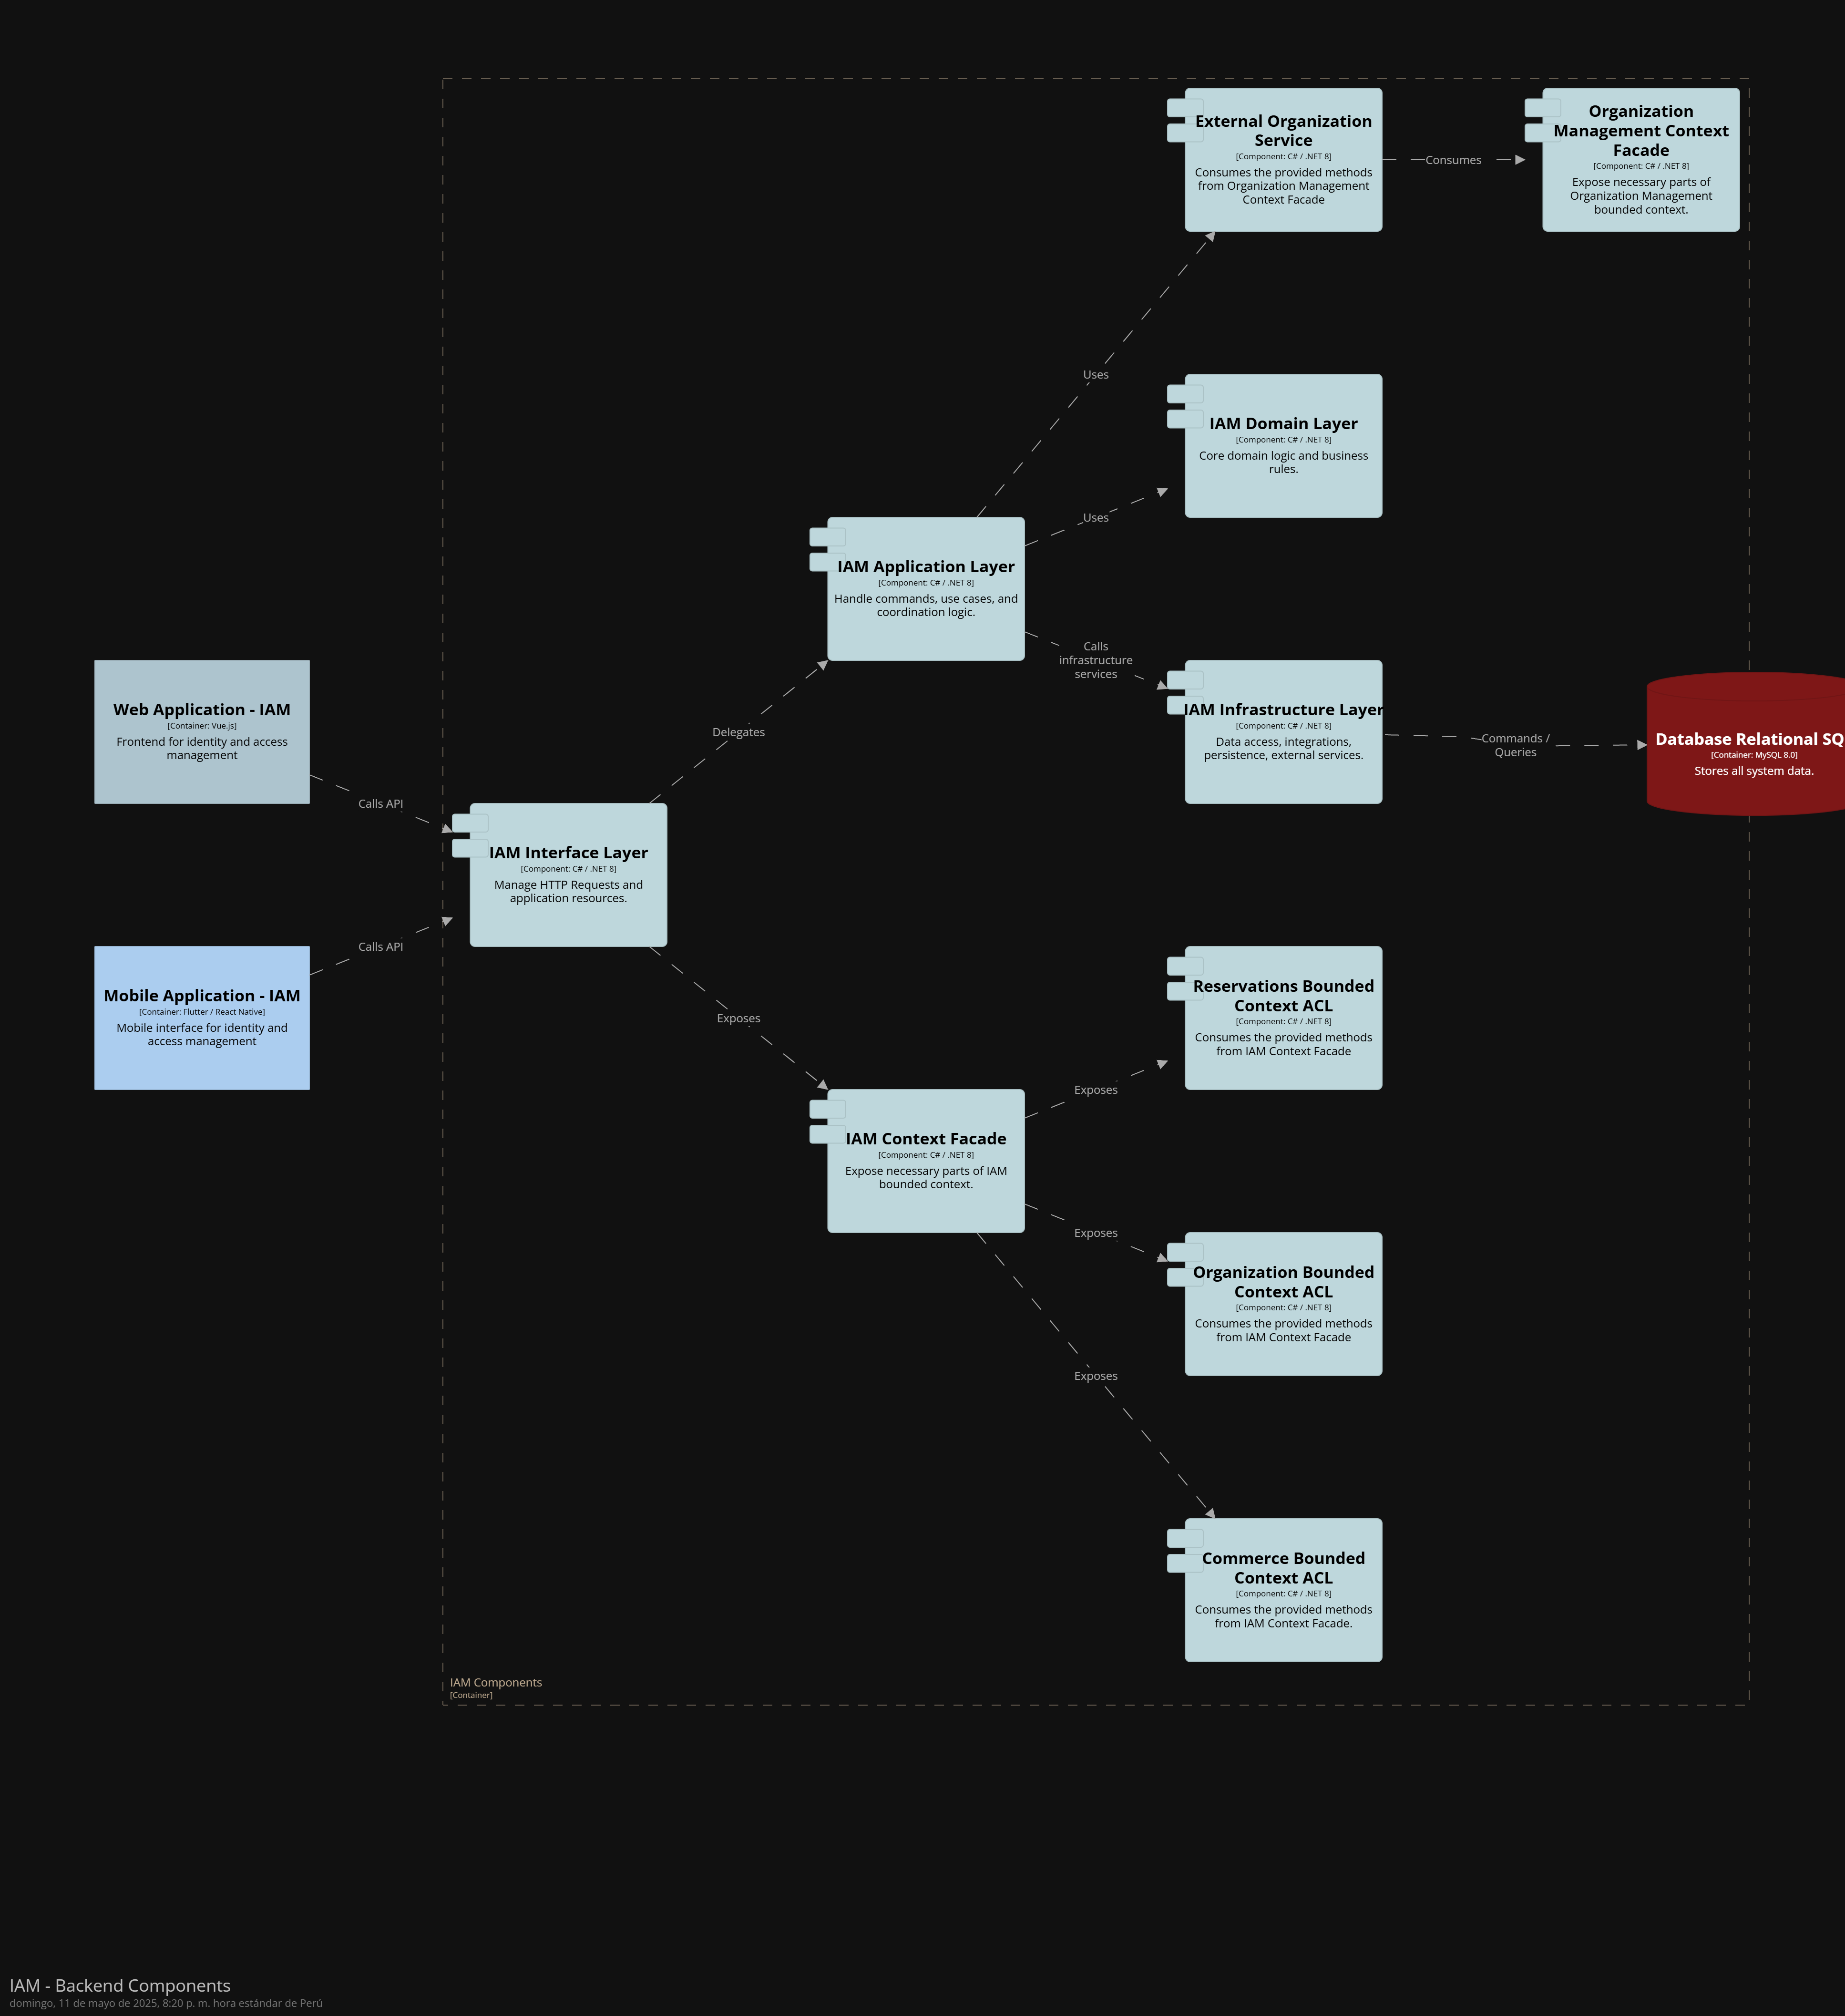 External Organization
Service
[Component: C# / .NET 8]
Consumes the provided methods
from Organization Management
Context Facade
Consumes
Organization
Management Context
Facade
[Component: C# / .NET 8]
Expose necessary parts of
Organization Management
bounded context.
Uses
IAM Domain Layer
[Component: C# / .NET 8]
Core domain logic and business
rules.
Uses
IAM Application Layer
[Component: C# / .NET 8]
Handle commands, use cases, and
coordination logic.
Calls
infrastructure
services
IAM Infrastructure Layer
[Component: C# / .NET 8]
Data access, integrations,
persistence, external services.
Commands /
Queries
Database Relational SQ
[Container: MySQL 8.0]
Stores all system data.
Web Application - IAM
[Container: Vue.js]
Frontend for identity and access
management
Calls API
Delegates
IAM Interface Layer
[Component: C# / .NET 8]
Manage HTTP Requests and
application resources.
Calls API
Mobile Application - IAM
[Container: Flutter / React Native]
Mobile interface for identity and
access management
Exposes
Reservations Bounded
Context ACL
[Component: C# / .NET 8]
Consumes the provided methods
from IAM Context Facade
Exposes
IAM Context Facade
[Component: C# / .NET 8]
Expose necessary parts of IAM
bounded context.
Exposes
Organization Bounded
Context ACL
[Component: C# / .NET 8]
Consumes the provided methods
from IAM Context Facade
Exposes
Commerce Bounded
Context ACL
[Component: C# / .NET 8]
Consumes the provided methods
from IAM Context Facade.
IAM Components
[Container]
IAM - Backend Components
domingo, 11 de mayo de 2025, 8:20 p. m. hora estándar de Perú